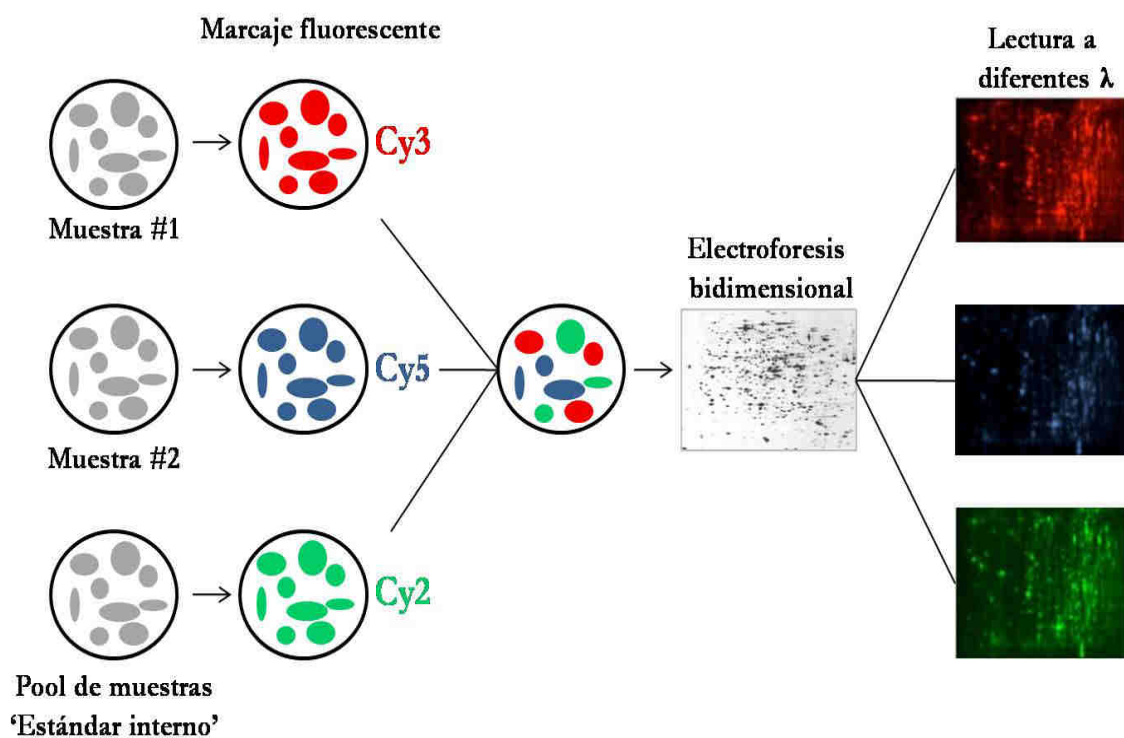 Marcaje fluorescente
Lectura a
diferentes λ
Cy3
Muestra #1
Electroforesis
bidimensional
Cy5
Muestra #2
Cy2
Pool de muestras
‘Estándar interno’